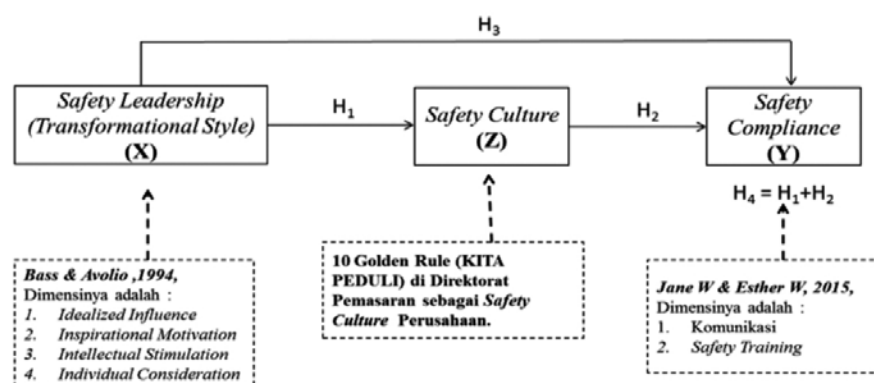 H3
Safety Leadership
(Transformational Style)
(X)
H1
Safety Culture
(Z)
H2
Safety
Compliance
(Y)
H4 = H1+H2
Bass & Avolio ,1994,
Dimensinya adalah :
1. Idealized Influence
2. Inspirational Motivation
3. Intellectual Stimulation
4. Individual Consideration
10 Golden Rule (KITA
PEDULI) di Direktorat
Pemasaran sebagai Safety
Culture Perusahaan.
Jane W & Esther W, 2015,
Dimensinya adalah :
1. Komunikasi
2. Safety Training